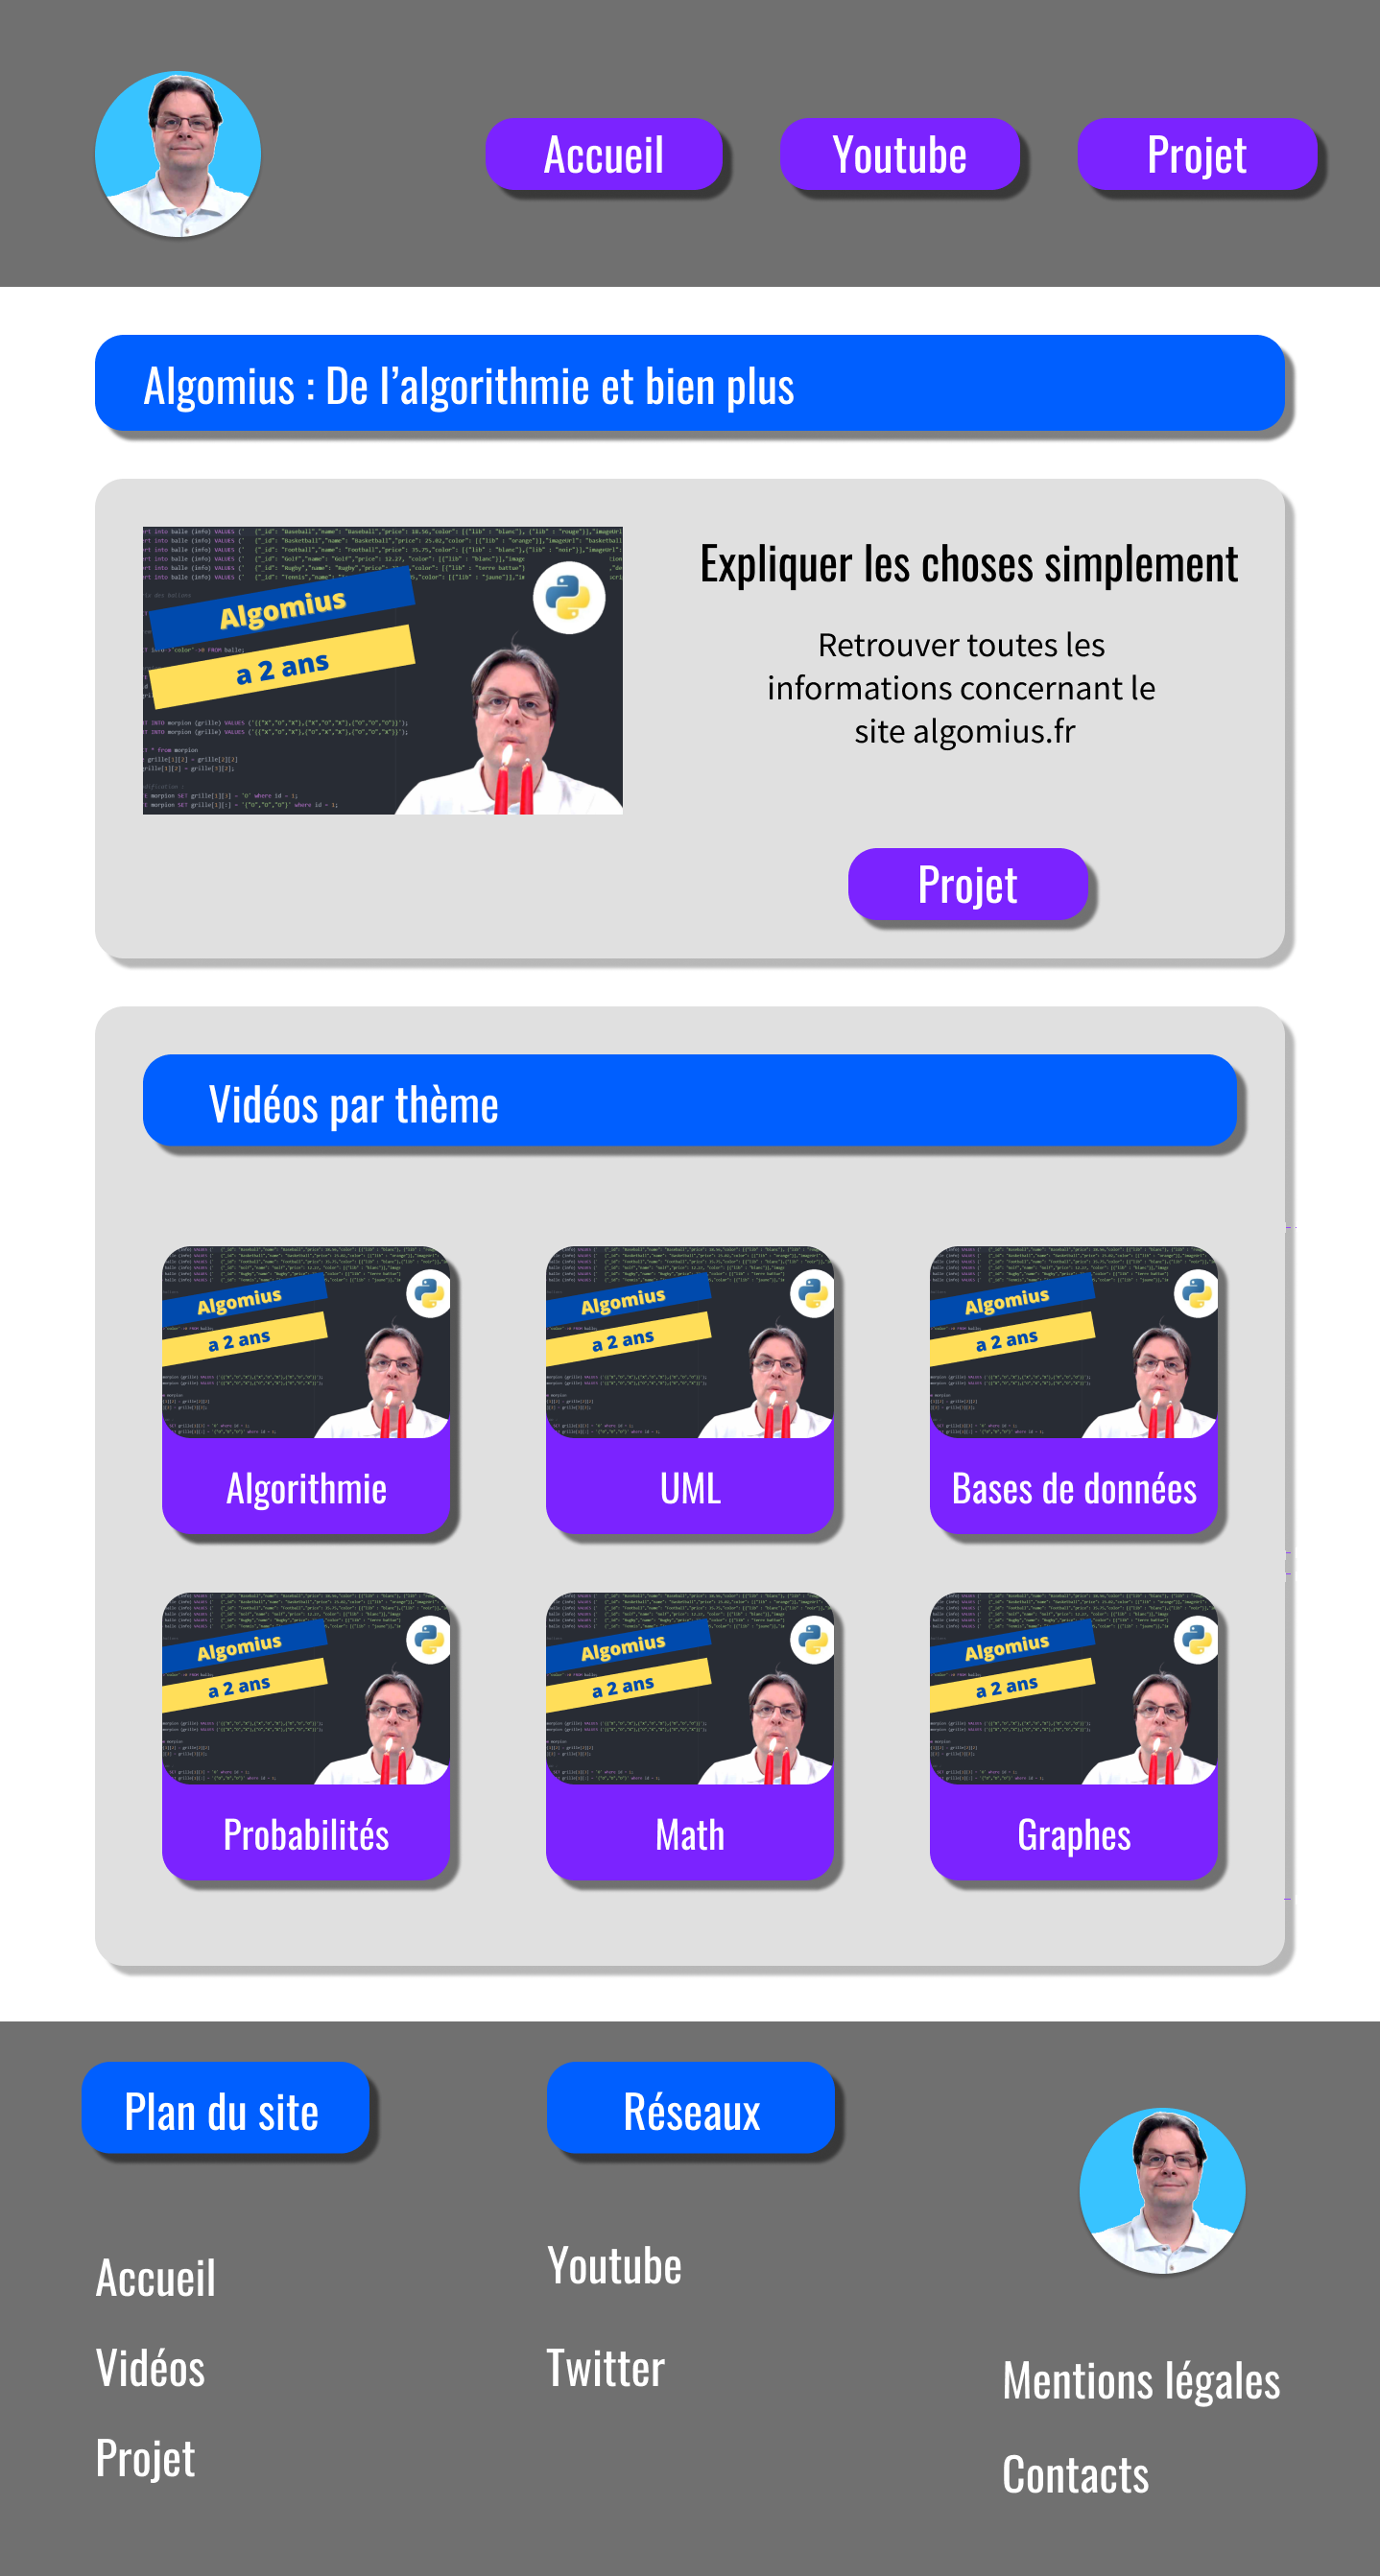 Accueil
Youtube
Projet
Algomius : De l’algorithmie et bien plus
Algomius
a 2 ans
Expliquer les choses simplement
Retrouver toutes les
informations concernant le
site algomius.fr
Projet
Vidéos par thème
Algomius
a 2 ans
Algorithmie
Algomius
a 2 ans
UML
Algomius
a 2 ans
Bases de données
Algomius
a 2 ans
Probabilités
Algomius
a 2 ans
Math
Algomius
a 2 ans
Graphes
Plan du site
Accueil
Vidéos
Projet
Réseaux
Youtube
Twitter
Mentions légales
Contacts